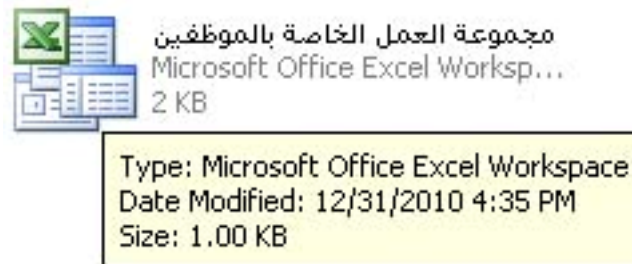 مجموعة العمل الخاصة بالموظفين
Microsoft Office Excel Worksp...
2 KB
Type: Microsoft Office Excel Workspace
Date Modified: 12/31/2010 4:35 PM
Size: 1.00 KB